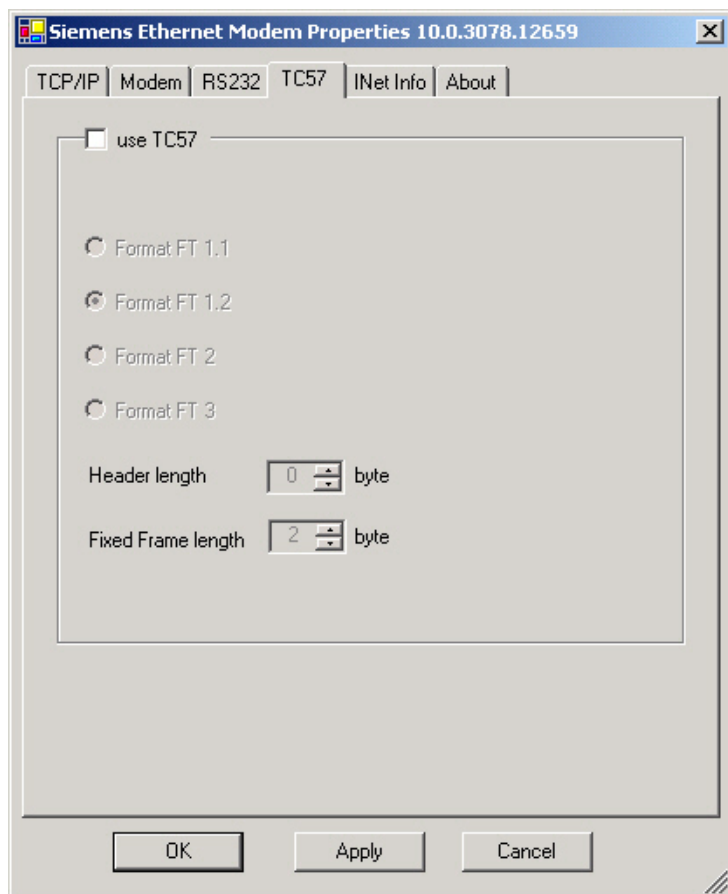 Siemens Ethernet Modem Properties 10.0.3078.12659
TCP/IP Modem RS232 TC57 INet Info About
use TC57
Format FT 1.1
Format FT 1.2
Format FT 2
Format FT 3
Header length 0 byte
Fixed Frame length 2 byte
OK Apply Cancel